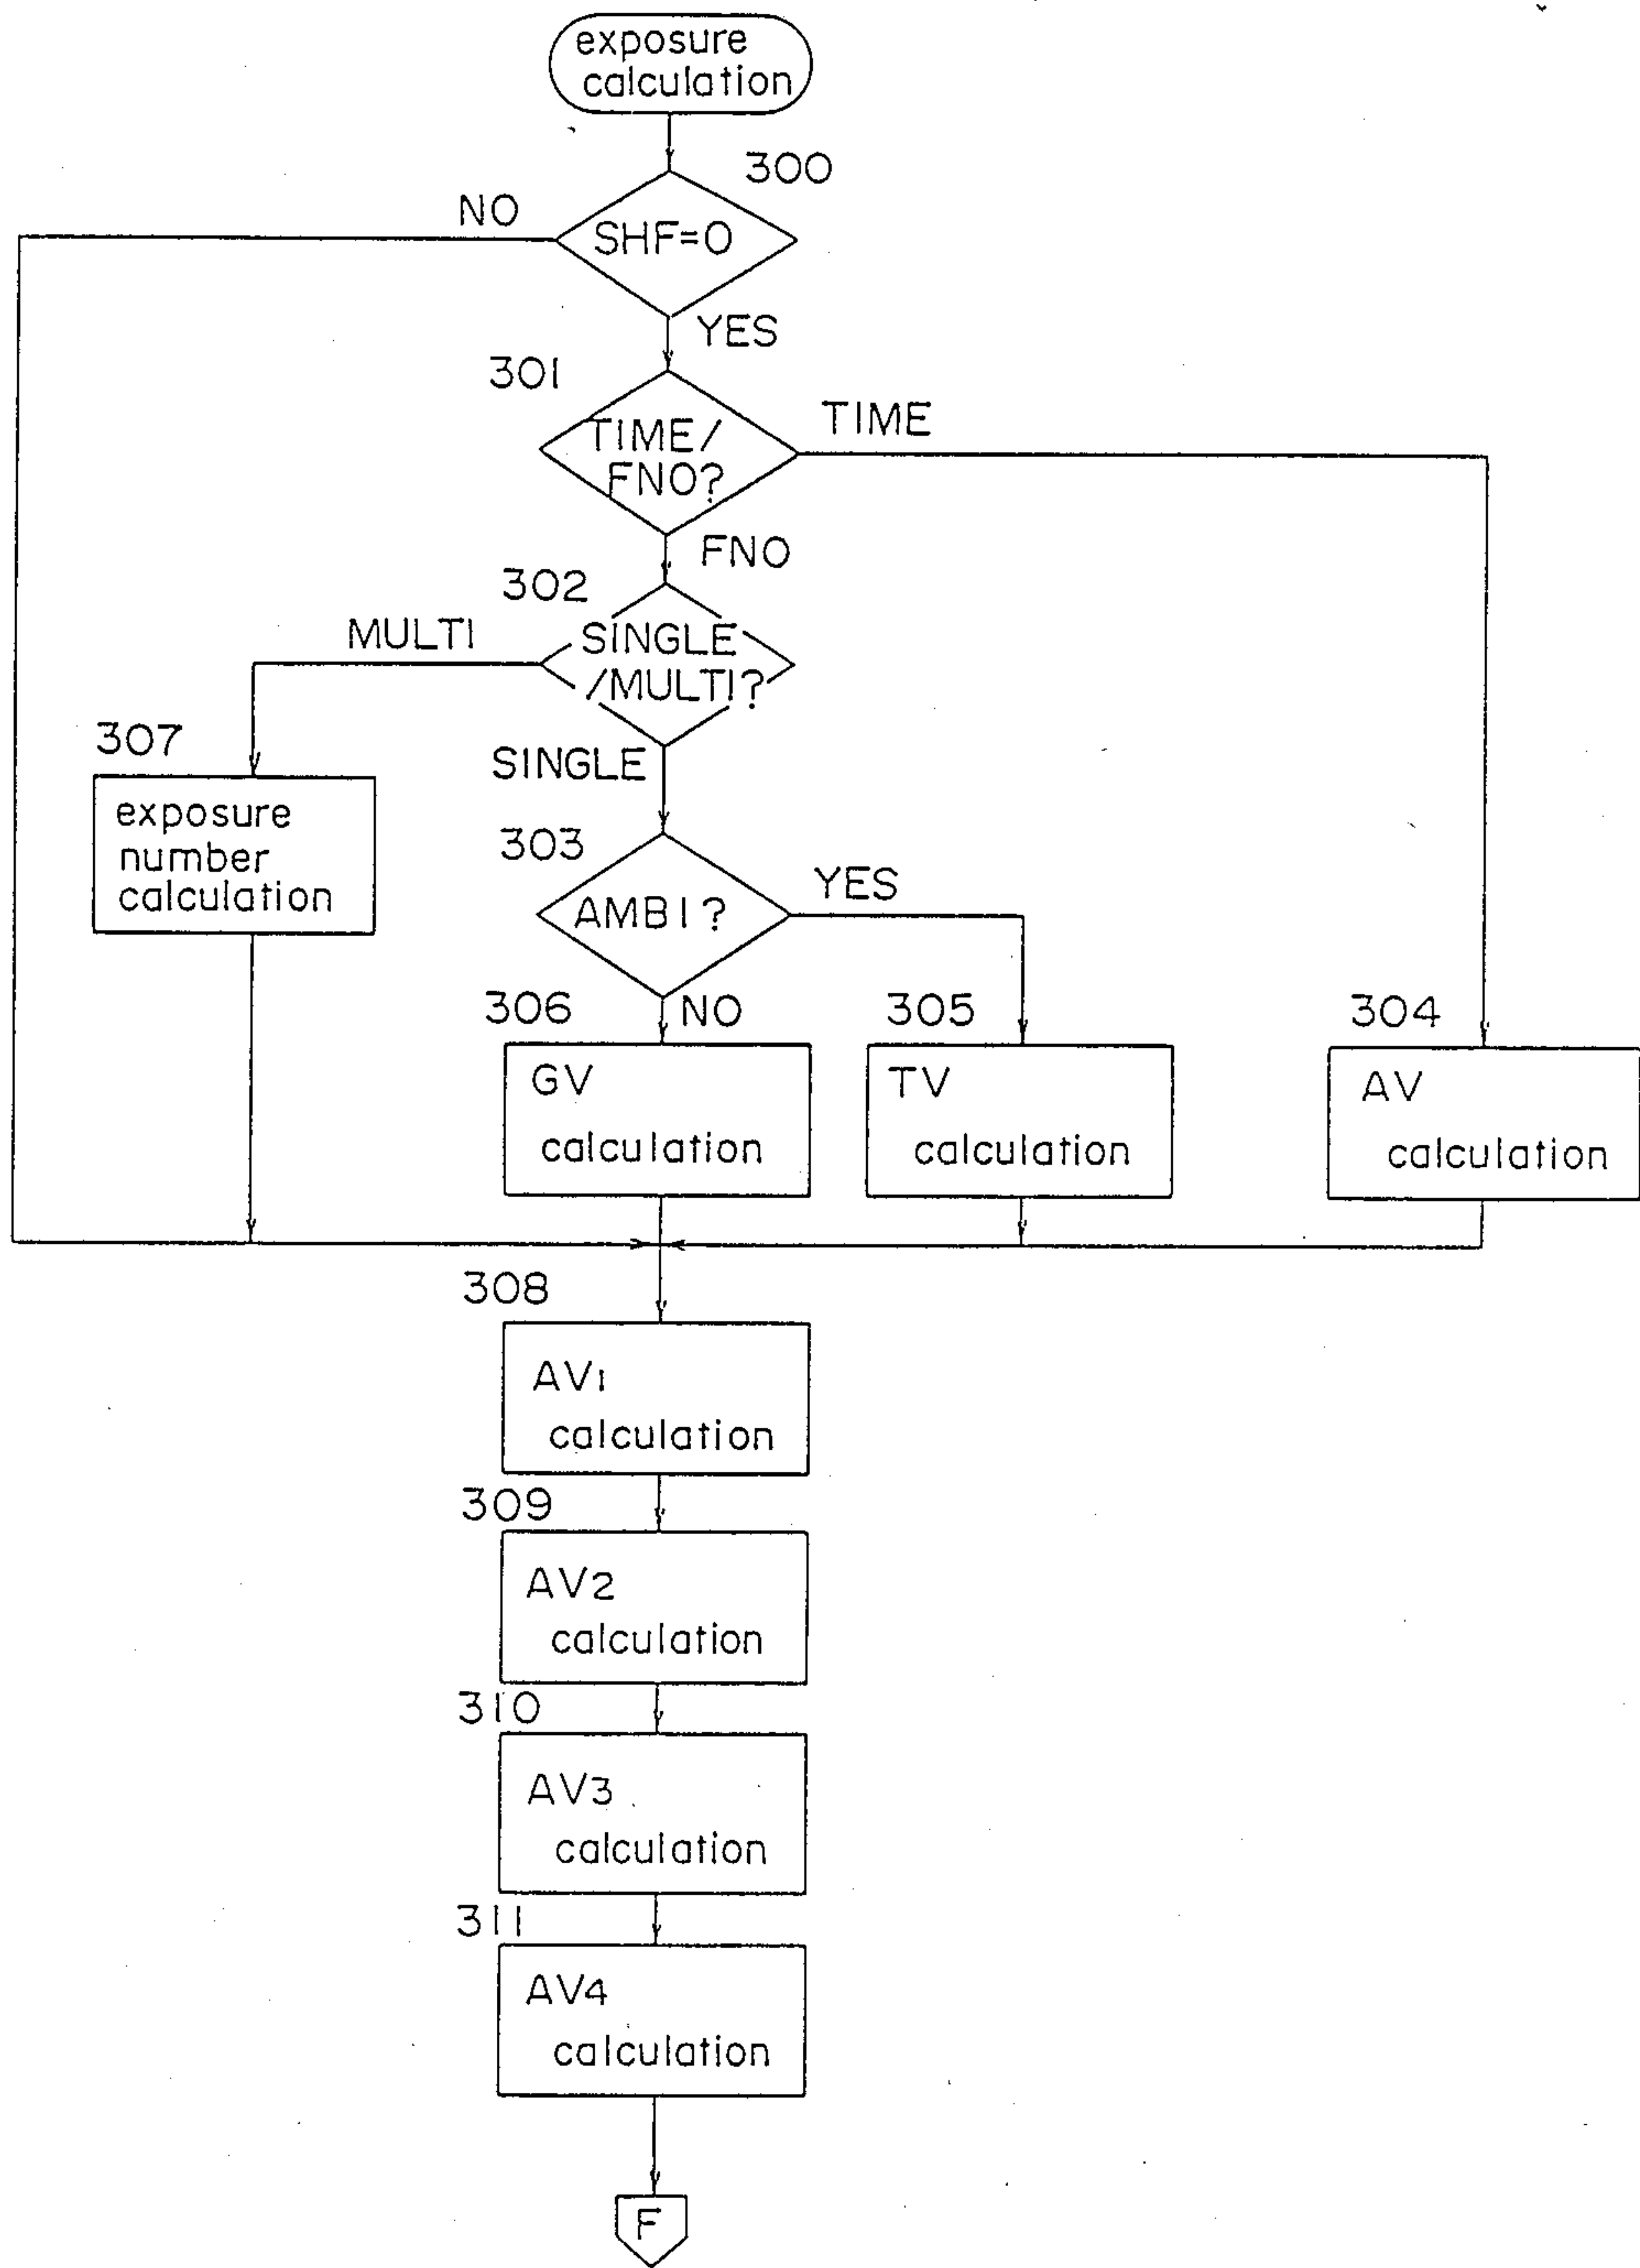 exposure
calculation
300
NO
SHF=0
YES
301
TIME/
FNO?
TIME
FNO
302
MULTI
SINGLE
/MULTI?
307
SINGLE
exposure
number
calculation
303
AMBI?
YES
306
NO
305
304
GV
calculation
TV
calculation
AV
calculation
308
AV1
calculation
309
AV2
calculation
310
AV3
calculation
311
AV4
calculation
F